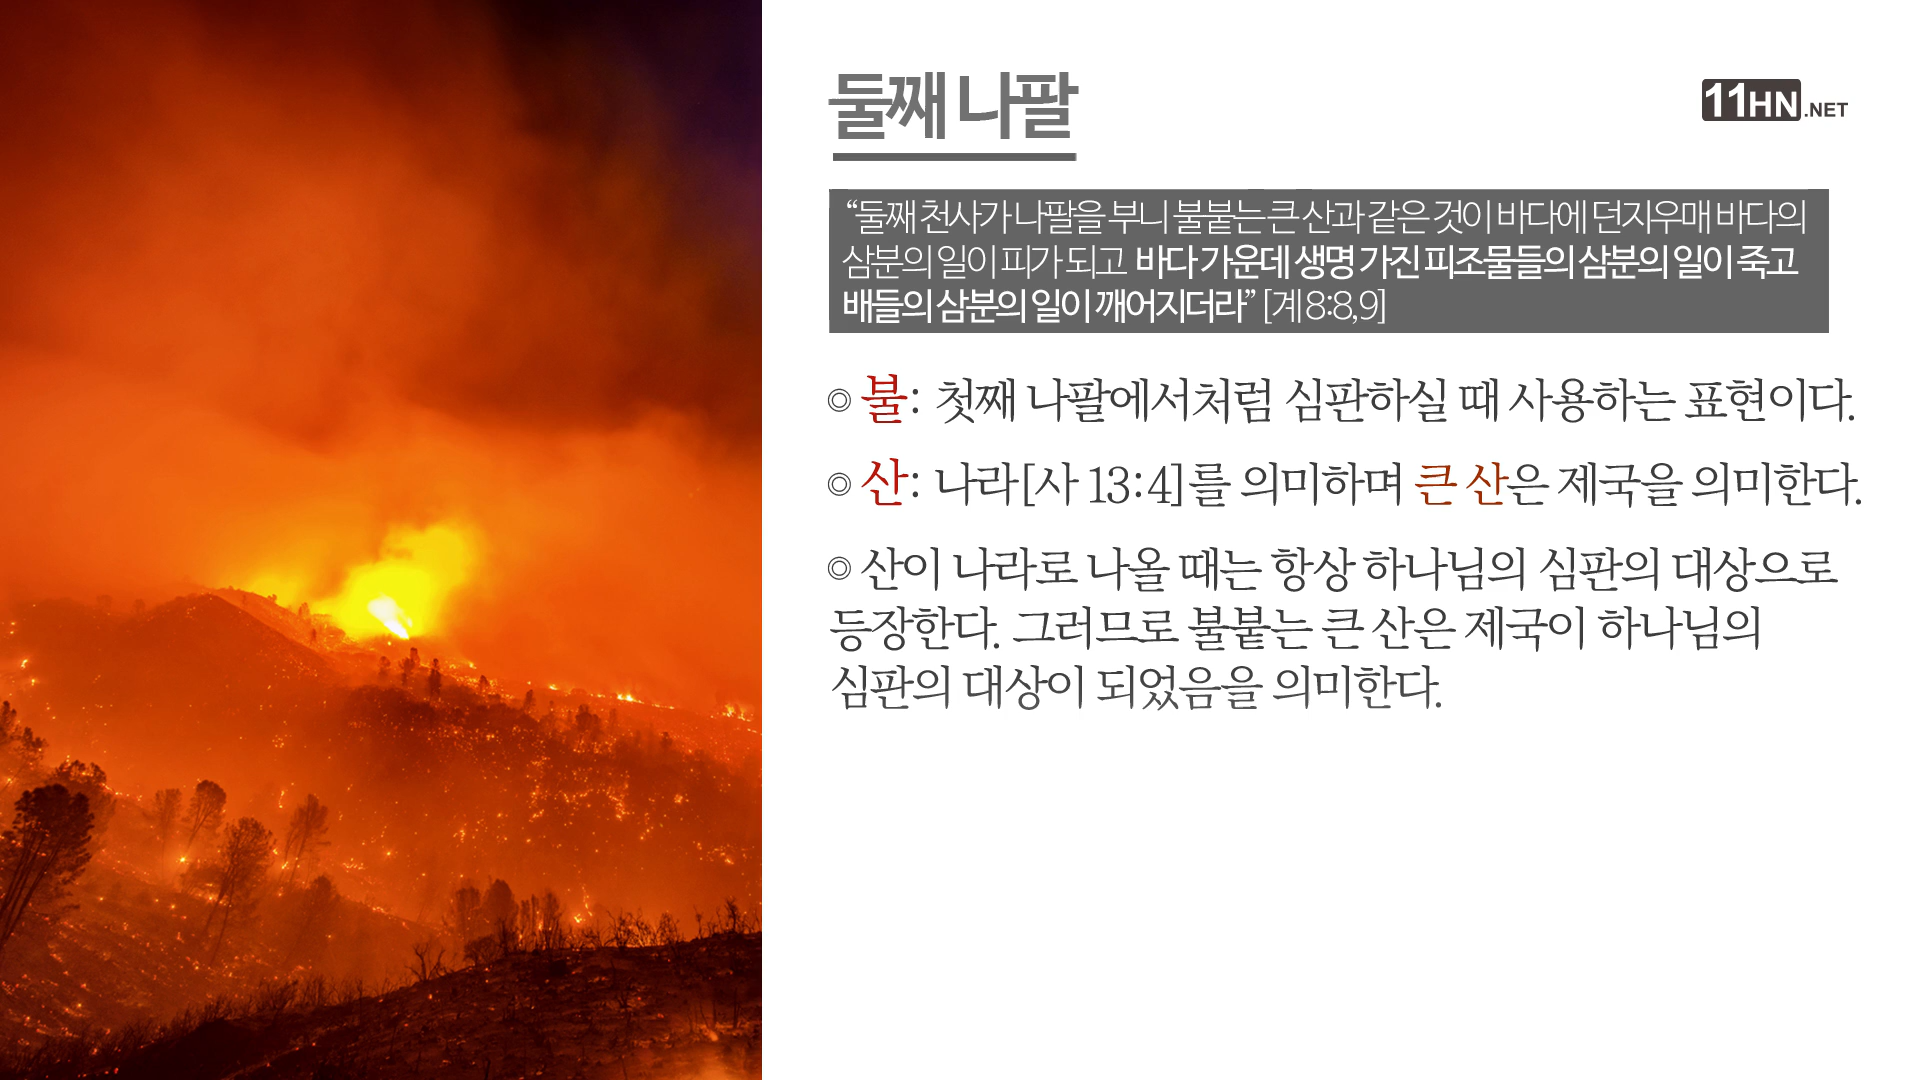 둘째 나팔
11HN.NET
“둘째 천사가 나팔을 부니 불붙는 큰 산과 같은 것이 바다에 던지우매 바다의
삼분의 일이 피가 되고 바다 가운데 생명 가진 피조물들의 삼분의 일이 죽고
배들의 삼분의 일이 깨어지더라” [계 8:8,9]
◎ 불: 첫째 나팔에서처럼 심판하실 때 사용하는 표현이다.
◎ 산: 나라[사 13:4]를 의미하며 큰 산은 제국을 의미한다.
◎ 산이 나라로 나올 때는 항상 하나님의 심판의 대상으로
등장한다. 그러므로 불붙는 큰 산은 제국이 하나님의
심판의 대상이 되었음을 의미한다.